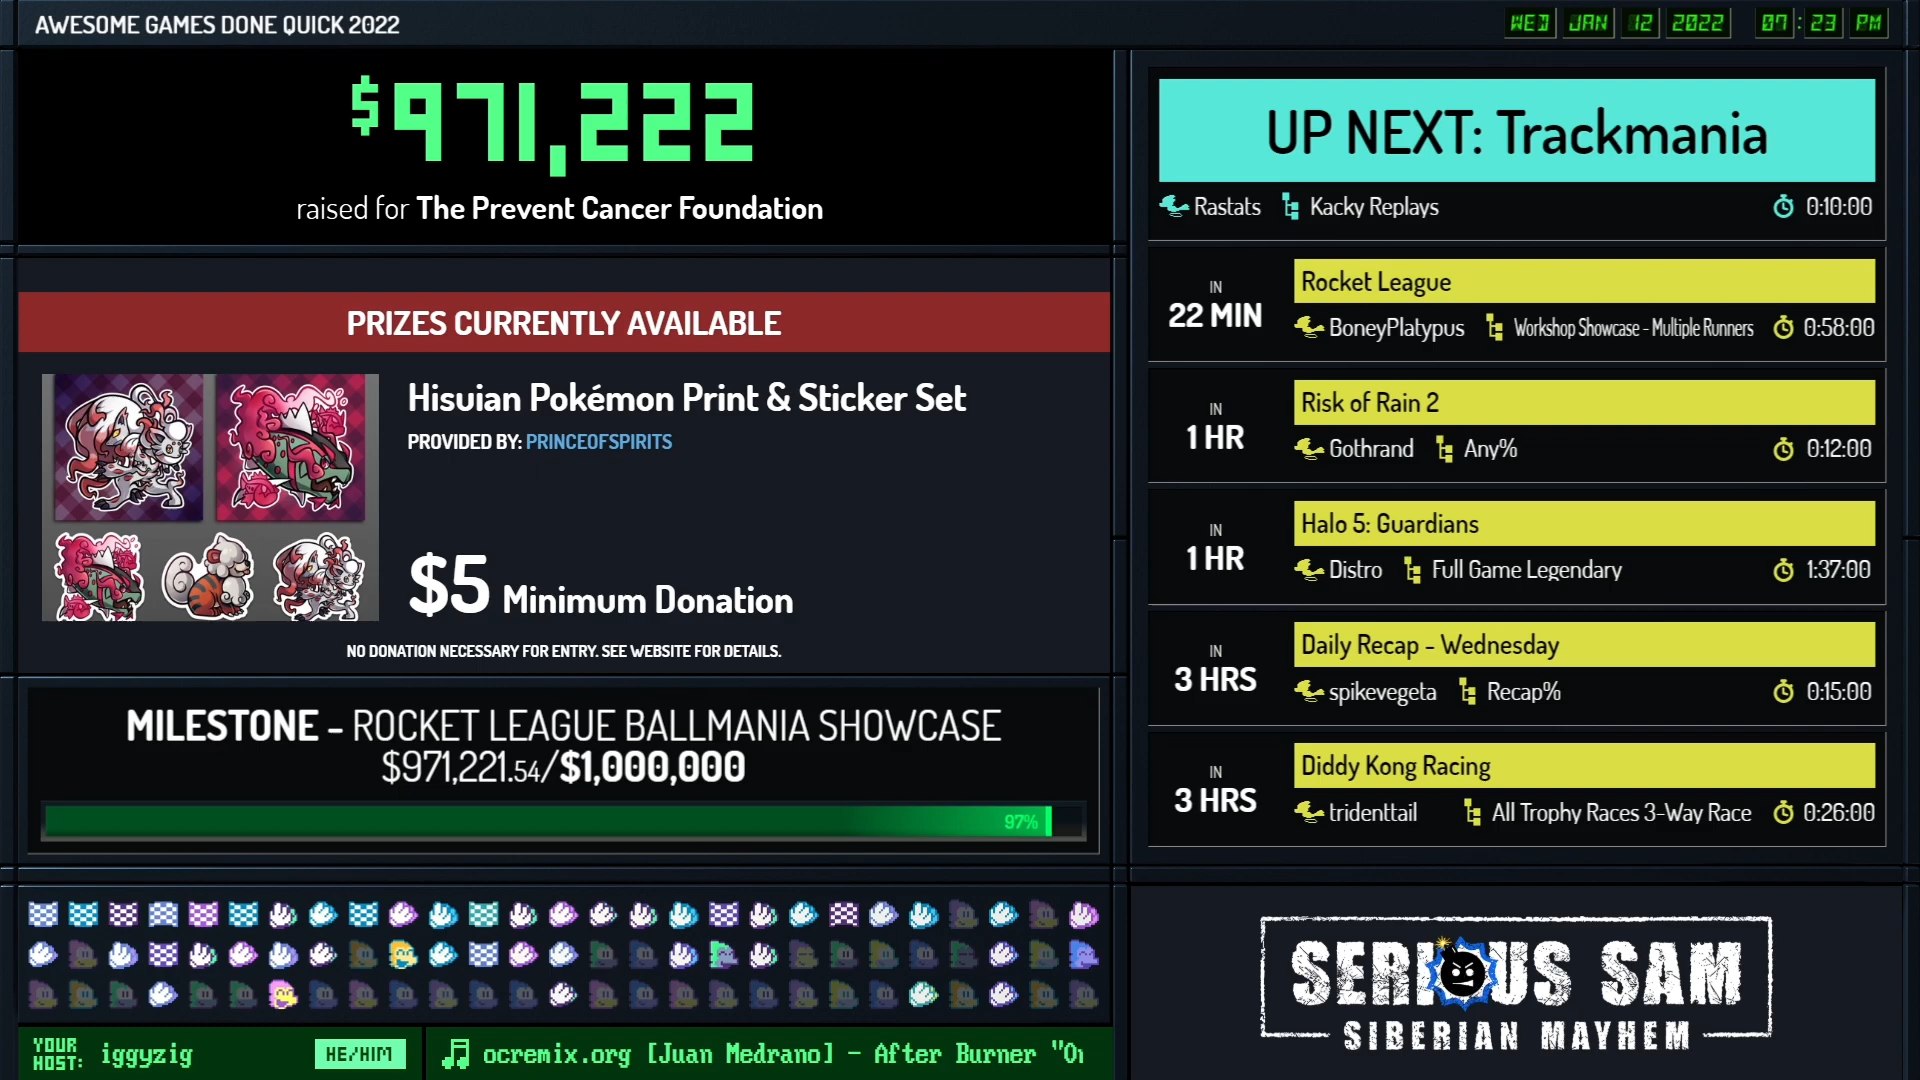 AWESOME GAMES DONE QUICK 2022
WED JAN 12 2022 07:23 PM
$971,222
raised for The Prevent Cancer Foundation
PRIZES CURRENTLY AVAILABLE
Hisuian Pokémon Print & Sticker Set
PROVIDED BY: PRINCEOFSPIRITS
$5 Minimum Donation
NO DONATION NECESSARY FOR ENTRY. SEE WEBSITE FOR DETAILS.
MILESTONE - ROCKET LEAGUE BALLMANIA SHOWCASE
$971,221.54/$1,000,000
97%
UP NEXT: Trackmania
Rastats Kacky Replays 0:10:00
IN 22 MIN
Rocket League
BoneyPlatypus Workshop Showcase - Multiple Runners 0:58:00
IN 1 HR
Risk of Rain 2
Gothrand Any% 0:12:00
IN 1 HR
Halo 5: Guardians
Distro Full Game Legendary 1:37:00
IN 3 HRS
Daily Recap - Wednesday
spikevegeta Recap% 0:15:00
IN 3 HRS
Diddy Kong Racing
tridenttail All Trophy Races 3-Way Race 0:26:00
YOUR HOST: iggyzig HE/HIM
ocremix.org [Juan Medrano] - After Burner
SERIOUS SAM
SIBERIAN MAYHEM